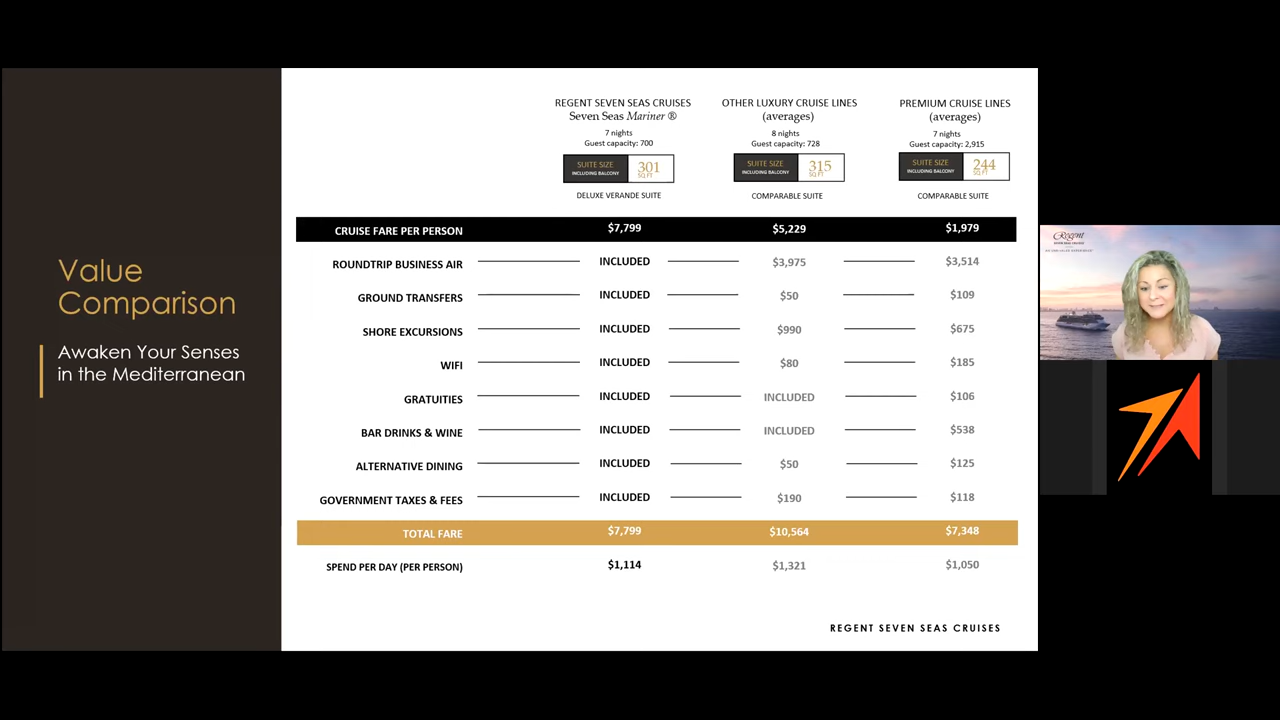 Value
Comparison
Awaken Your Senses
in the Mediterranean
REGENT SEVEN SEAS CRUISES
Seven Seas Mariner ®
7 nights
Guest capacity: 700
SUITE SIZE
INCLUDING BALCONY
301
SQ FT
DELUXE VERANDE SUITE
OTHER LUXURY CRUISE LINES
(averages)
8 nights
Guest capacity: 728
SUITE SIZE
INCLUDING BALCONY
315
SQ FT
COMPARABLE SUITE
PREMIUM CRUISE LINES
(averages)
7 nights
Guest capacity: 2,915
SUITE SIZE
INCLUDING BALCONY
244
SQ FT
COMPARABLE SUITE
CRUISE FARE PER PERSON $7,799 $5,229 $1,979
ROUNDTRIP BUSINESS AIR INCLUDED $3,975 $3,514
GROUND TRANSFERS INCLUDED $50 $109
SHORE EXCURSIONS INCLUDED $990 $675
WIFI INCLUDED $80 $185
GRATUITIES INCLUDED INCLUDED $106
BAR DRINKS & WINE INCLUDED INCLUDED $538
ALTERNATIVE DINING INCLUDED $50 $125
GOVERNMENT TAXES & FEES INCLUDED $190 $118
TOTAL FARE $7,799 $10,564 $7,348
SPEND PER DAY (PER PERSON) $1,114 $1,321 $1,050
REGENT SEVEN SEAS CRUISES
Regent
SEVEN SEAS CRUISES